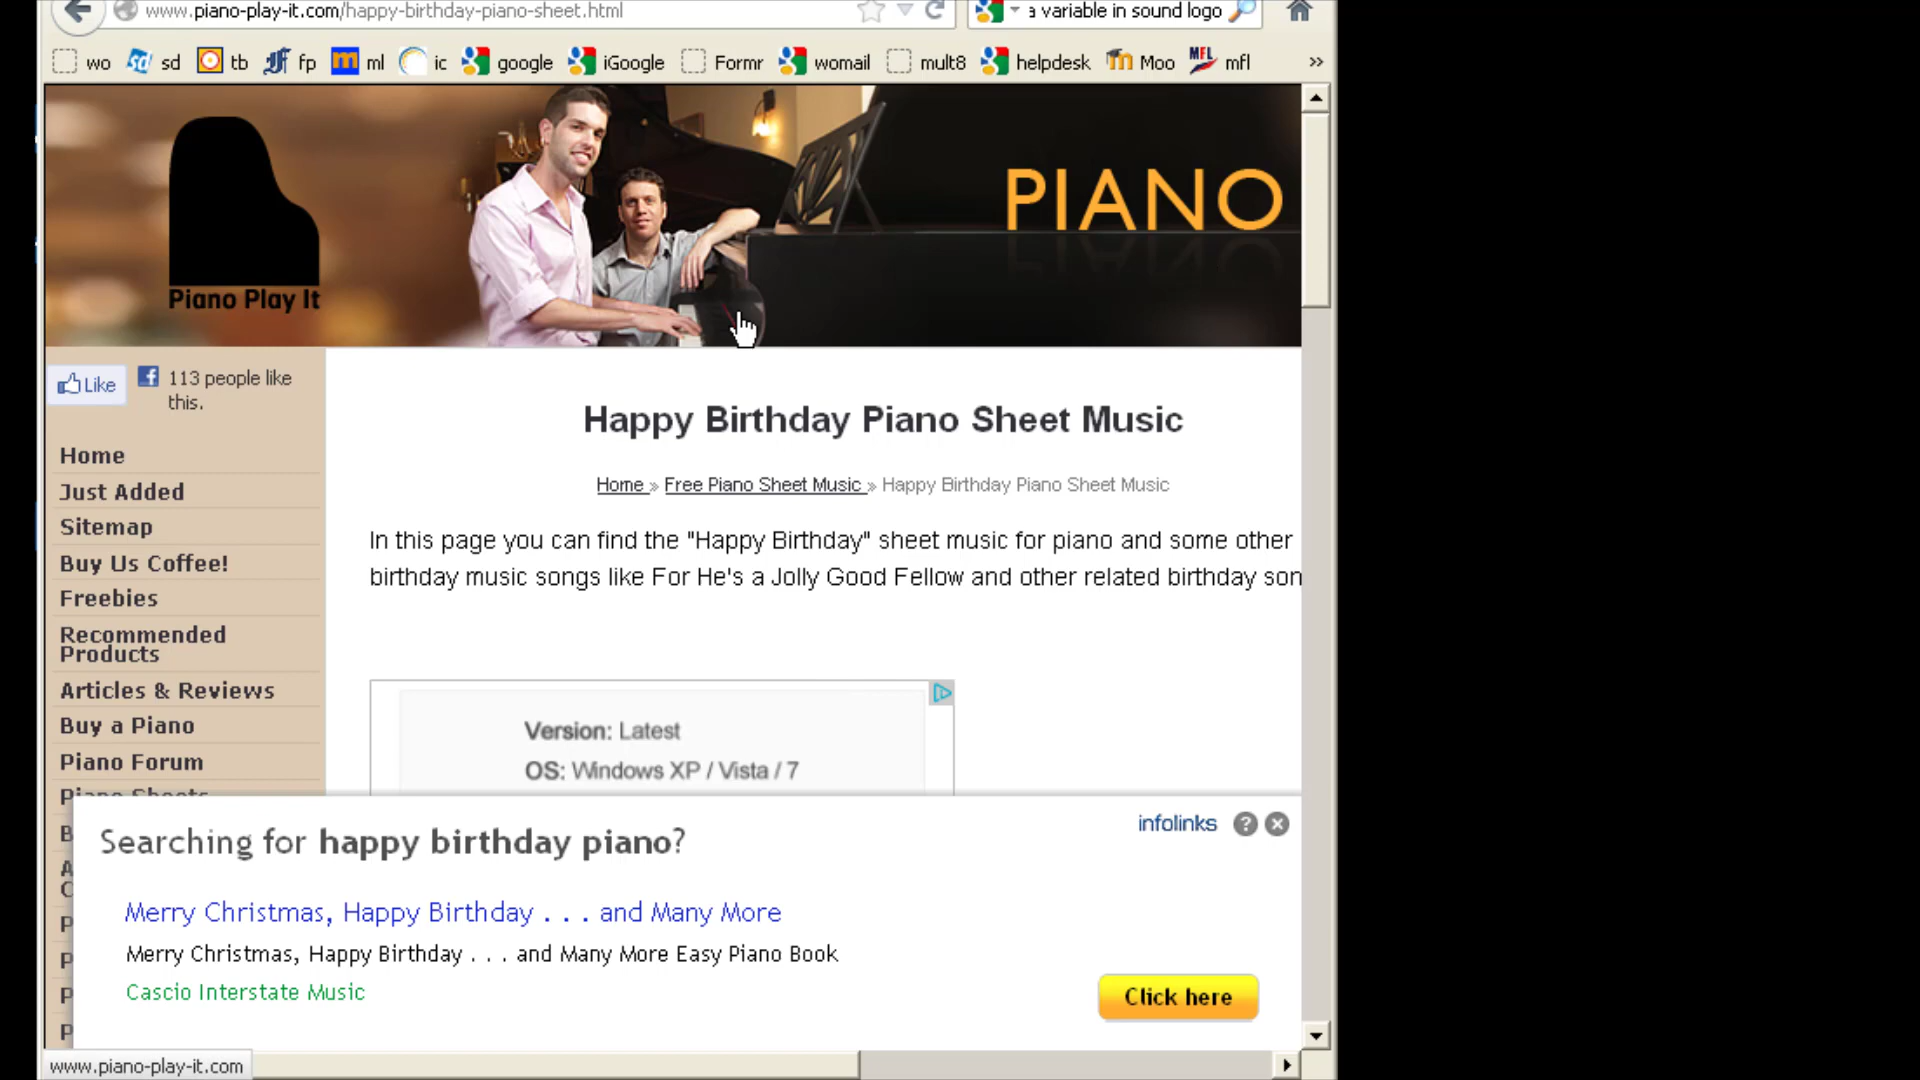 www.piano-play-it.com/happy-birthday-piano-sheet.html
a variable in sound logo
wo sd tb fp ml ic google iGoogle Formr womail mult8 helpdesk Moo mfl »
Piano Play It
PIANO
Like
113 people like
this.
Home
Just Added
Sitemap
Buy Us Coffee!
Freebies
Recommended
Products
Articles & Reviews
Buy a Piano
Piano Forum
Piano Sheets
Happy Birthday Piano Sheet Music
Home » Free Piano Sheet Music » Happy Birthday Piano Sheet Music
In this page you can find the "Happy Birthday" sheet music for piano and some other
birthday music songs like For He's a Jolly Good Fellow and other related birthday son
Version: Latest
OS: Windows XP / Vista / 7
Searching for happy birthday piano?
infolinks
Merry Christmas, Happy Birthday . . . and Many More
Merry Christmas, Happy Birthday . . . and Many More Easy Piano Book
Cascio Interstate Music
Click here
www.piano-play-it.com